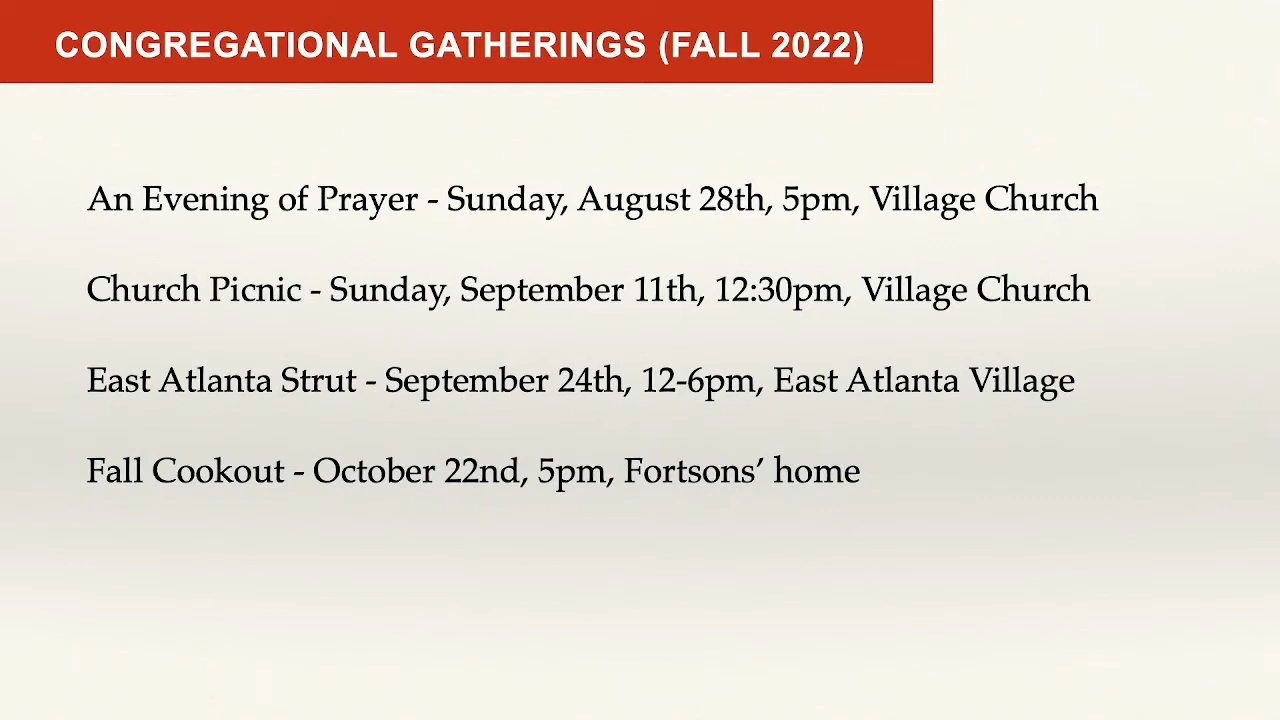 CONGREGATIONAL GATHERINGS (FALL 2022)
An Evening of Prayer - Sunday, August 28th, 5pm, Village Church
Church Picnic - Sunday, September 11th, 12:30pm, Village Church
East Atlanta Strut - September 24th, 12-6pm, East Atlanta Village
Fall Cookout - October 22nd, 5pm, Fortsons’ home